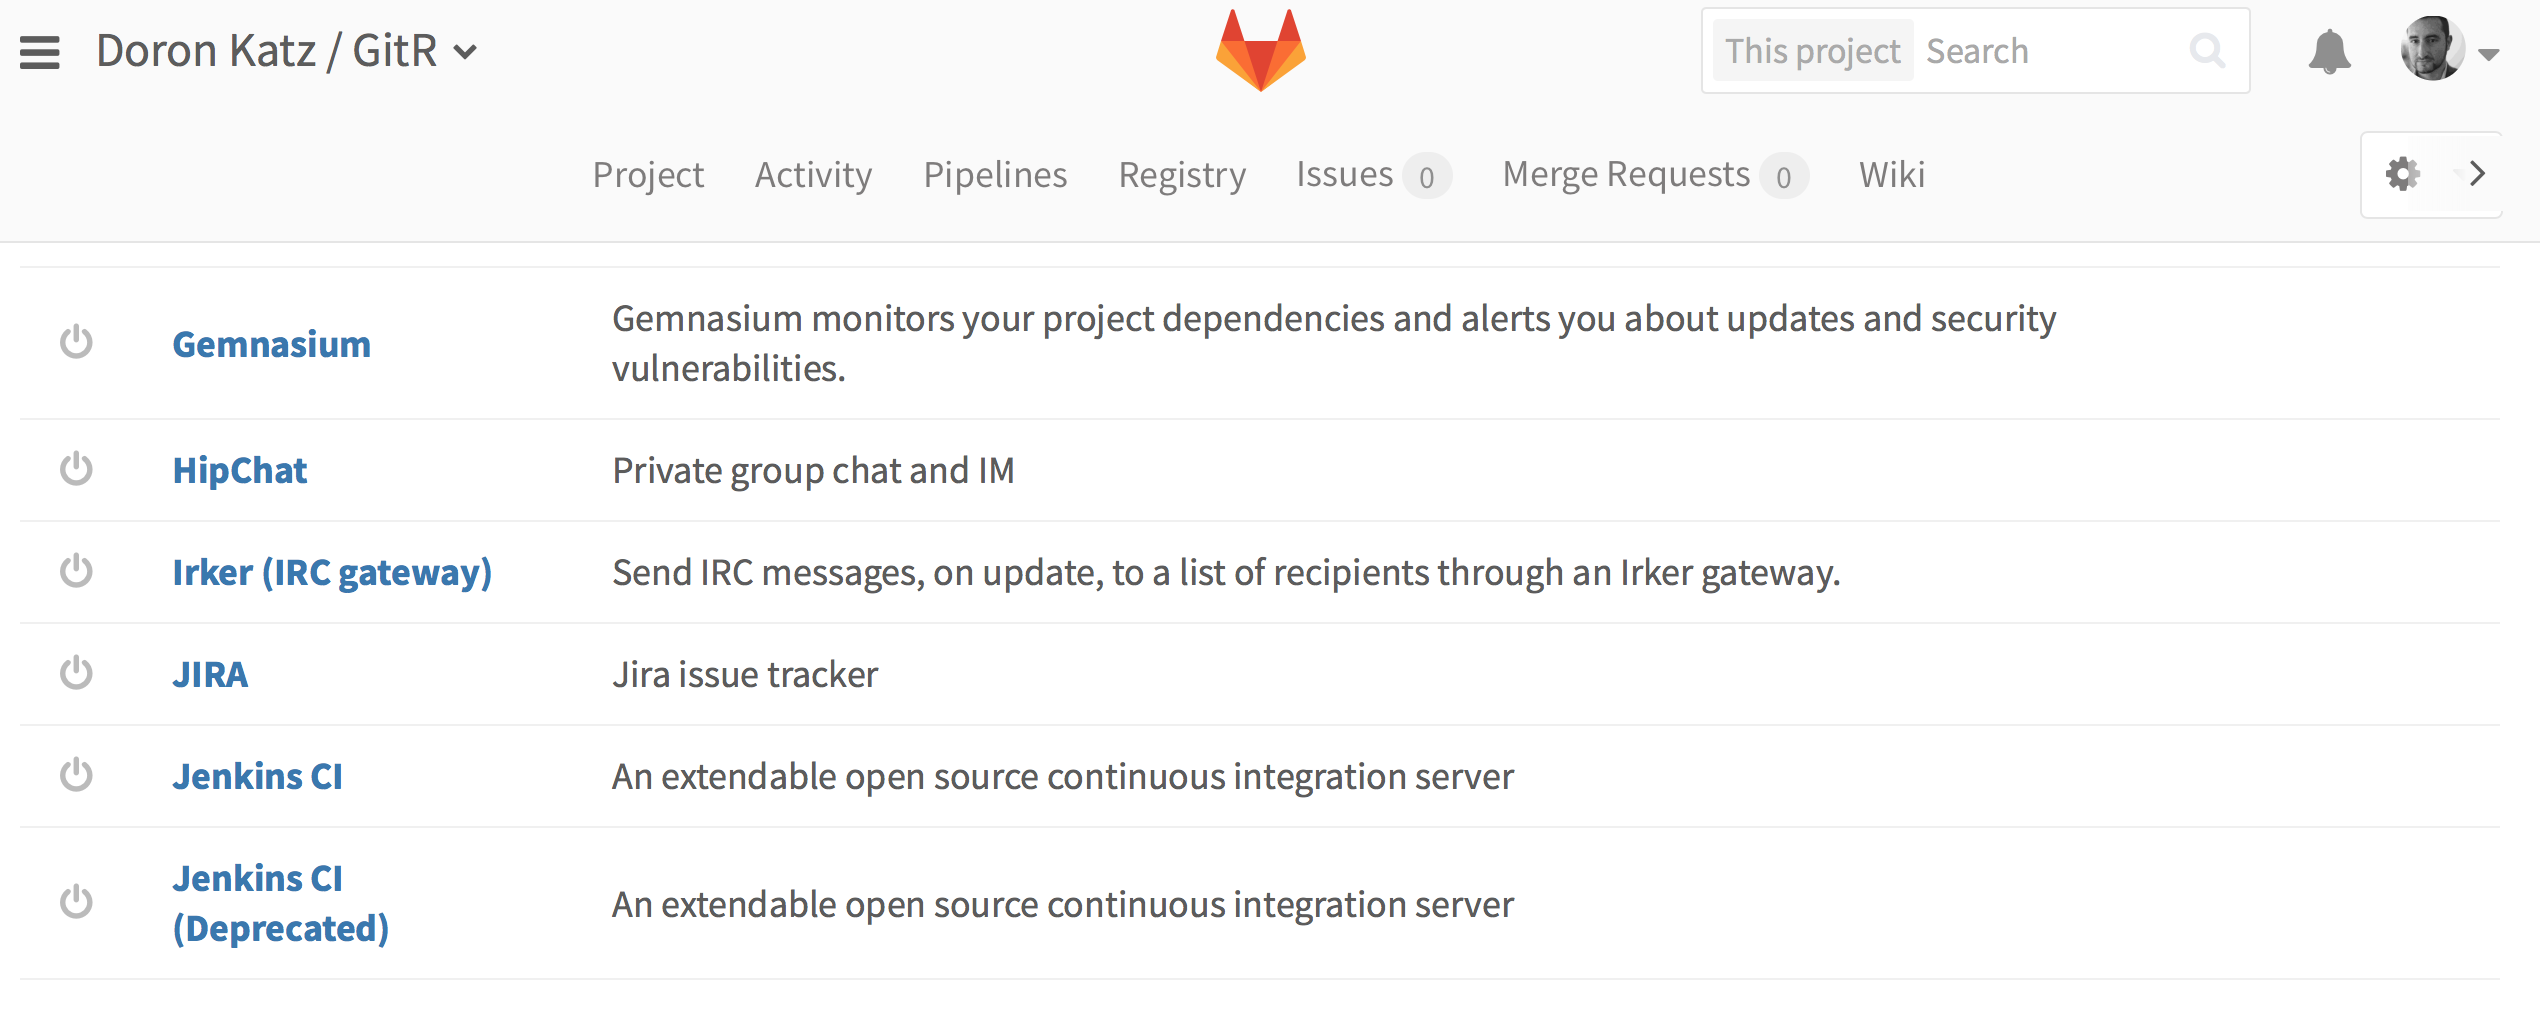 Doron Katz / GitR
This project Search
Project Activity Pipelines Registry Issues 0 Merge Requests 0 Wiki
Gemnasium
Gemnasium monitors your project dependencies and alerts you about updates and security
vulnerabilities.
HipChat
Private group chat and IM
Irker (IRC gateway)
Send IRC messages, on update, to a list of recipients through an Irker gateway.
JIRA
Jira issue tracker
Jenkins CI
An extendable open source continuous integration server
Jenkins CI
(Deprecated)
An extendable open source continuous integration server